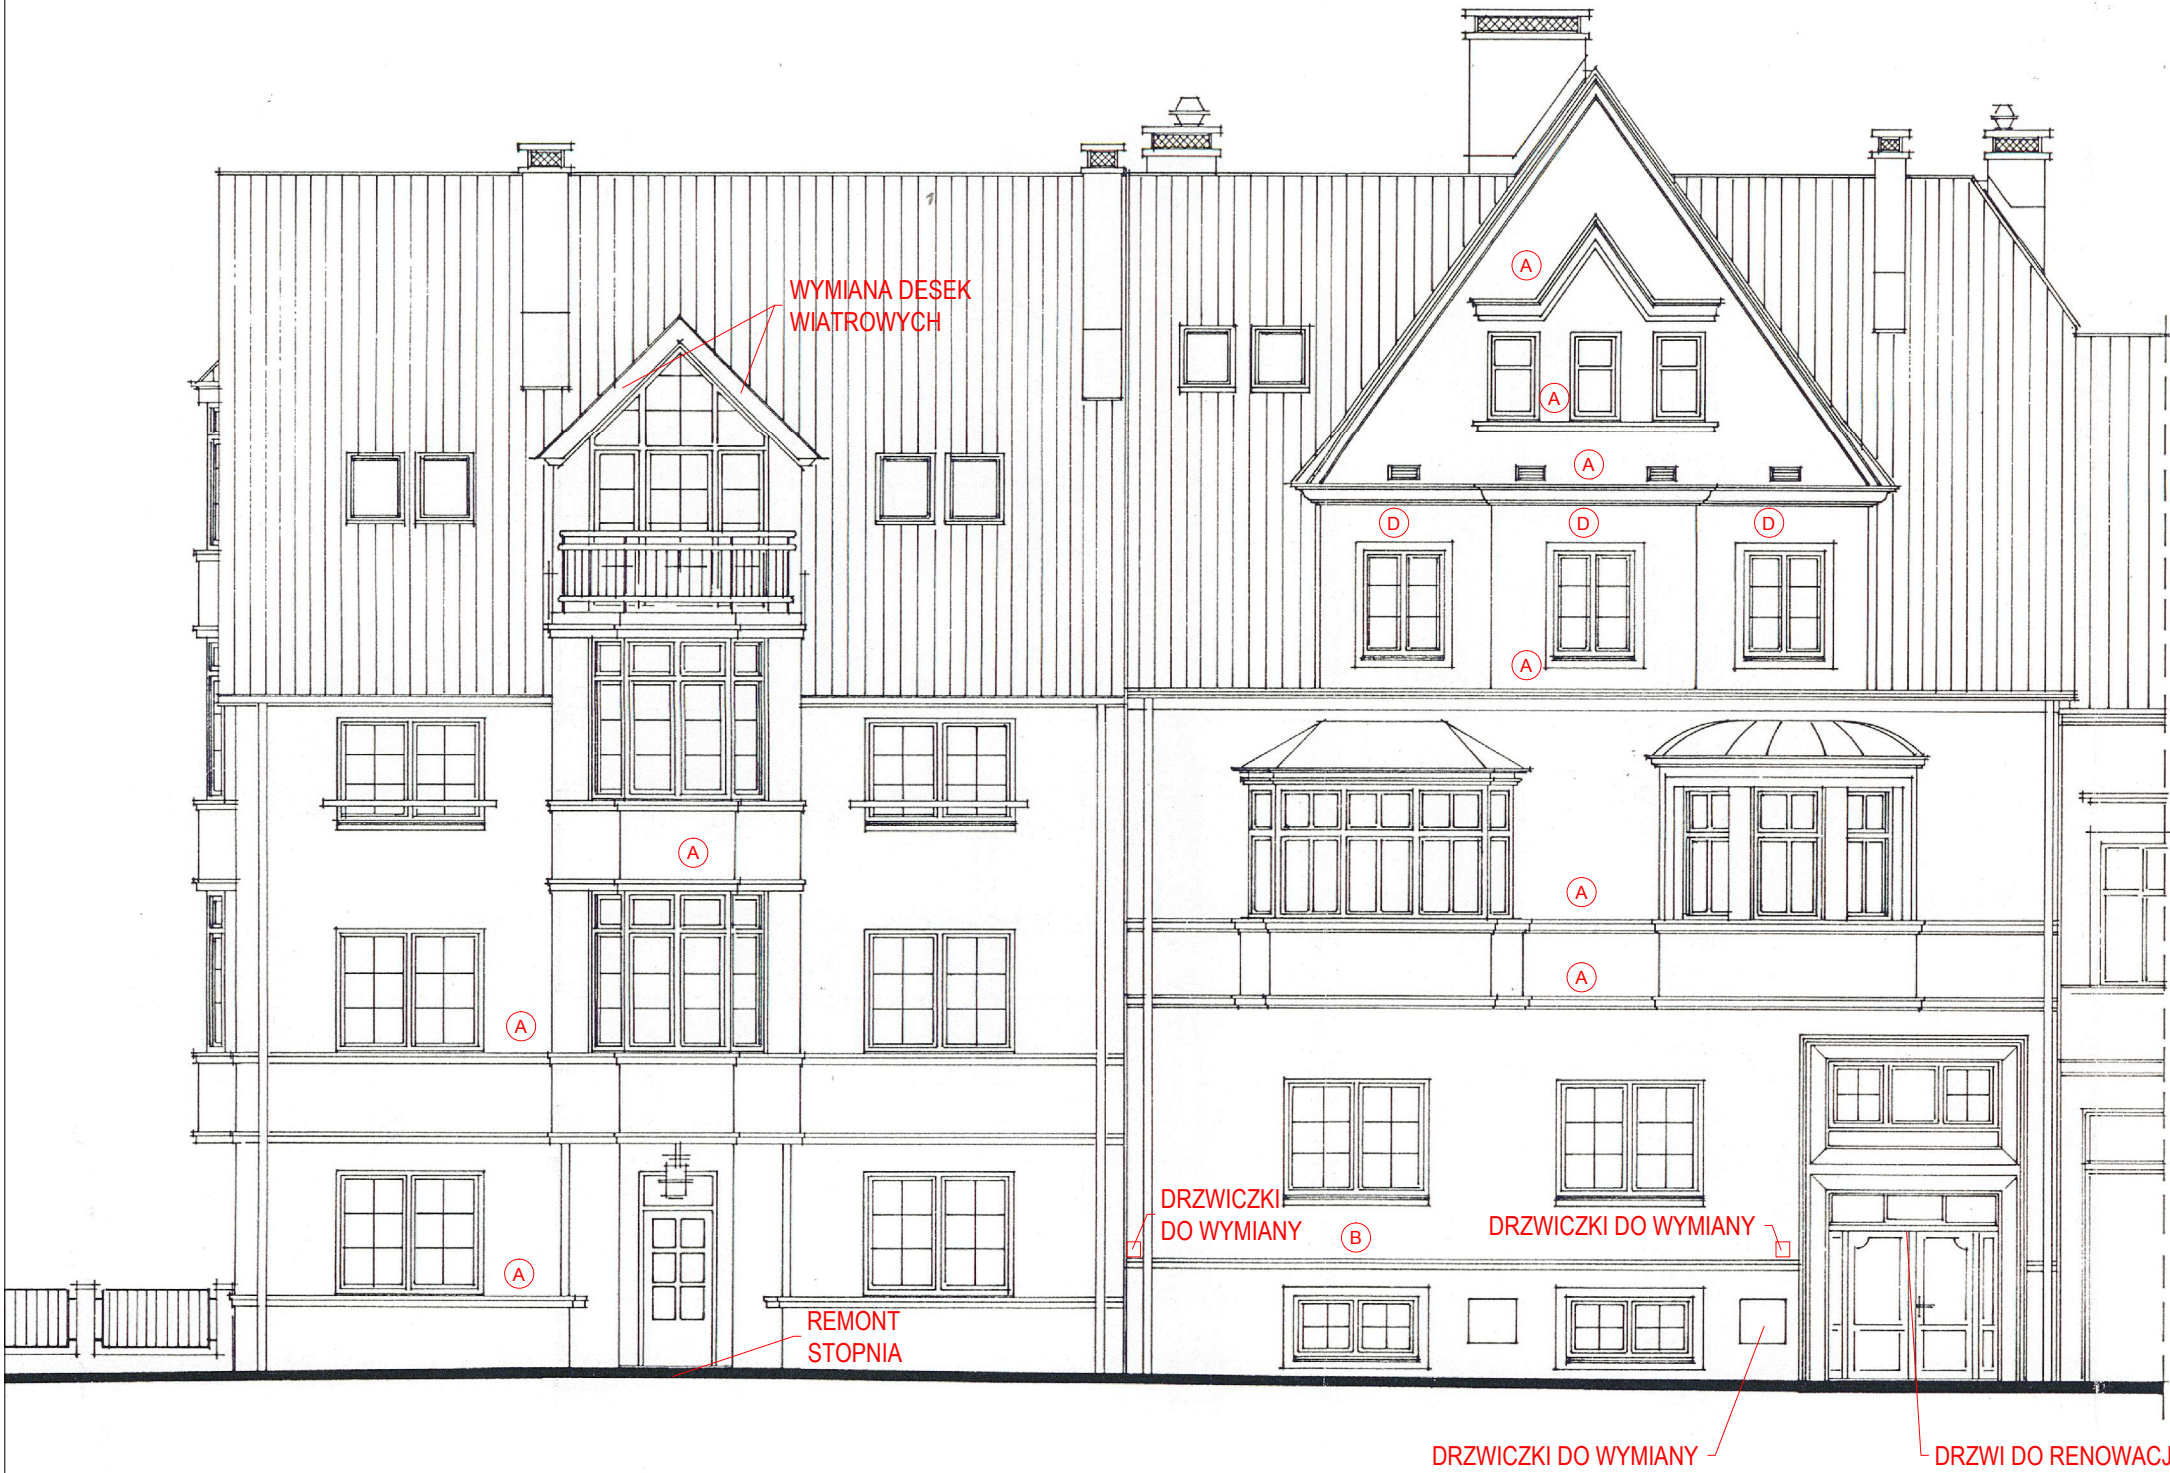 WYMIANA DESEK
WIATROWYCH
A
A
A
D
D
D
A
A
A
A
A
A
DRZWICZKI
DO WYMIANY
DRZWICZKI DO WYMIANY
B
REMONT
STOPNIA
DRZWICZKI DO WYMIANY
DRZWI DO RENOWACJ